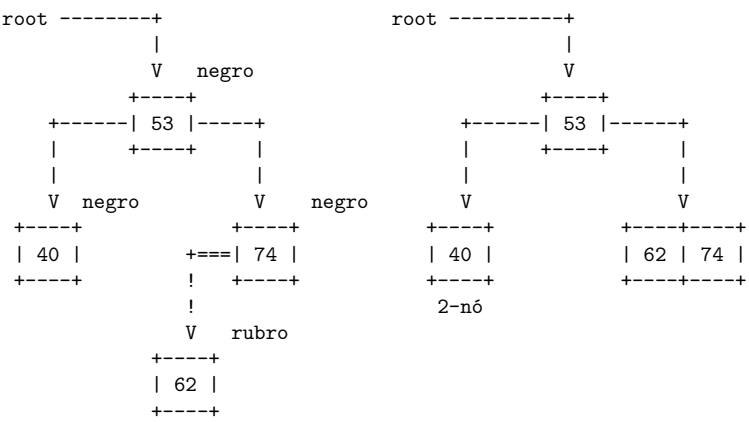 root --------+ root -----------+
| |
V negro V
+----+ +----+
+------| 53 |-----+ +------| 53 |------+
| +----+ | | +----+ |
| | | |
V negro V negro V V
+----+ +----+ +----+ +----+----+
| 40 | +===| 74 | | 40 | | 62 | 74 |
+----+ ! +----+ +----+ +----+----+
! 2-nó
V rubro
+----+
| 62 |
+----+